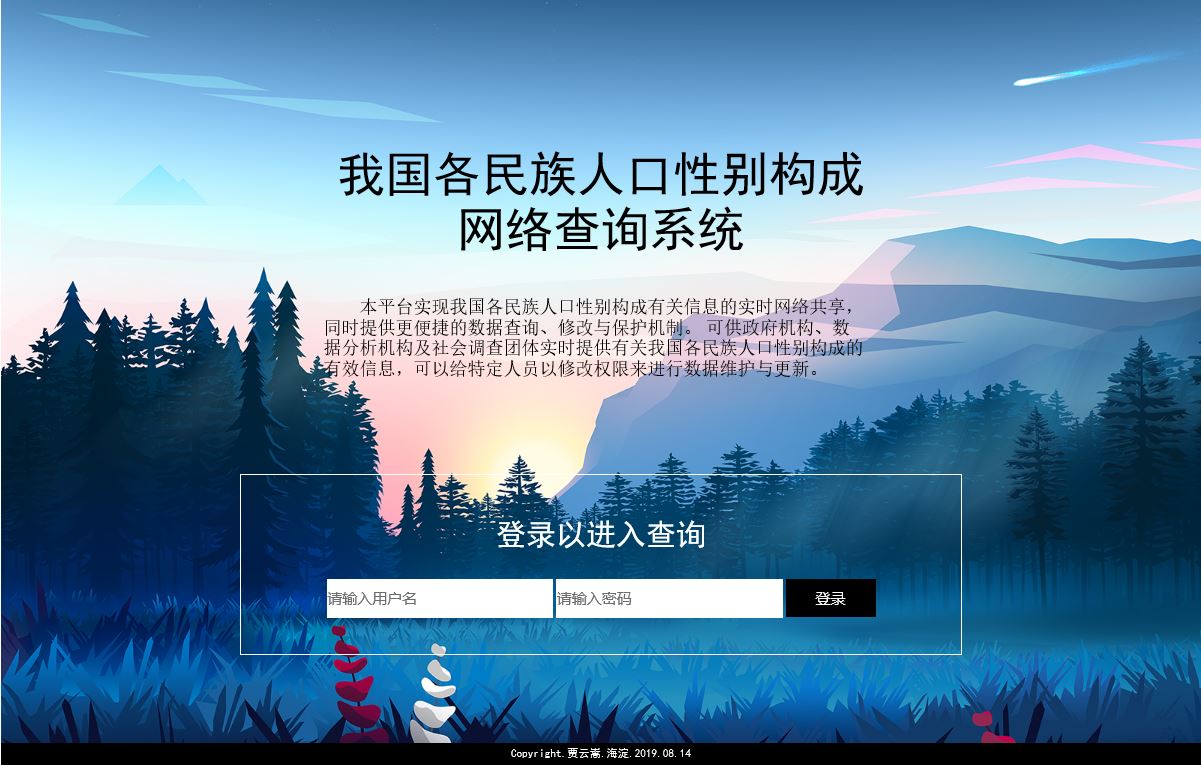 我国各民族人口性别构成
网络查询系统
本平台实现我国各民族人口性别构成有关信息的实时网络共享，
同时提供更便捷的数据查询、修改与保护机制。 可供政府机构、数
据分析机构及社会调查团体实时提供有关我国各民族人口性别构成的
有效信息，可以给特定人员以修改权限来进行数据维护与更新。
登录以进入查询
请输入用户名 请输入密码 登录
Copyright.贾云嵩.海淀.2019.08.14